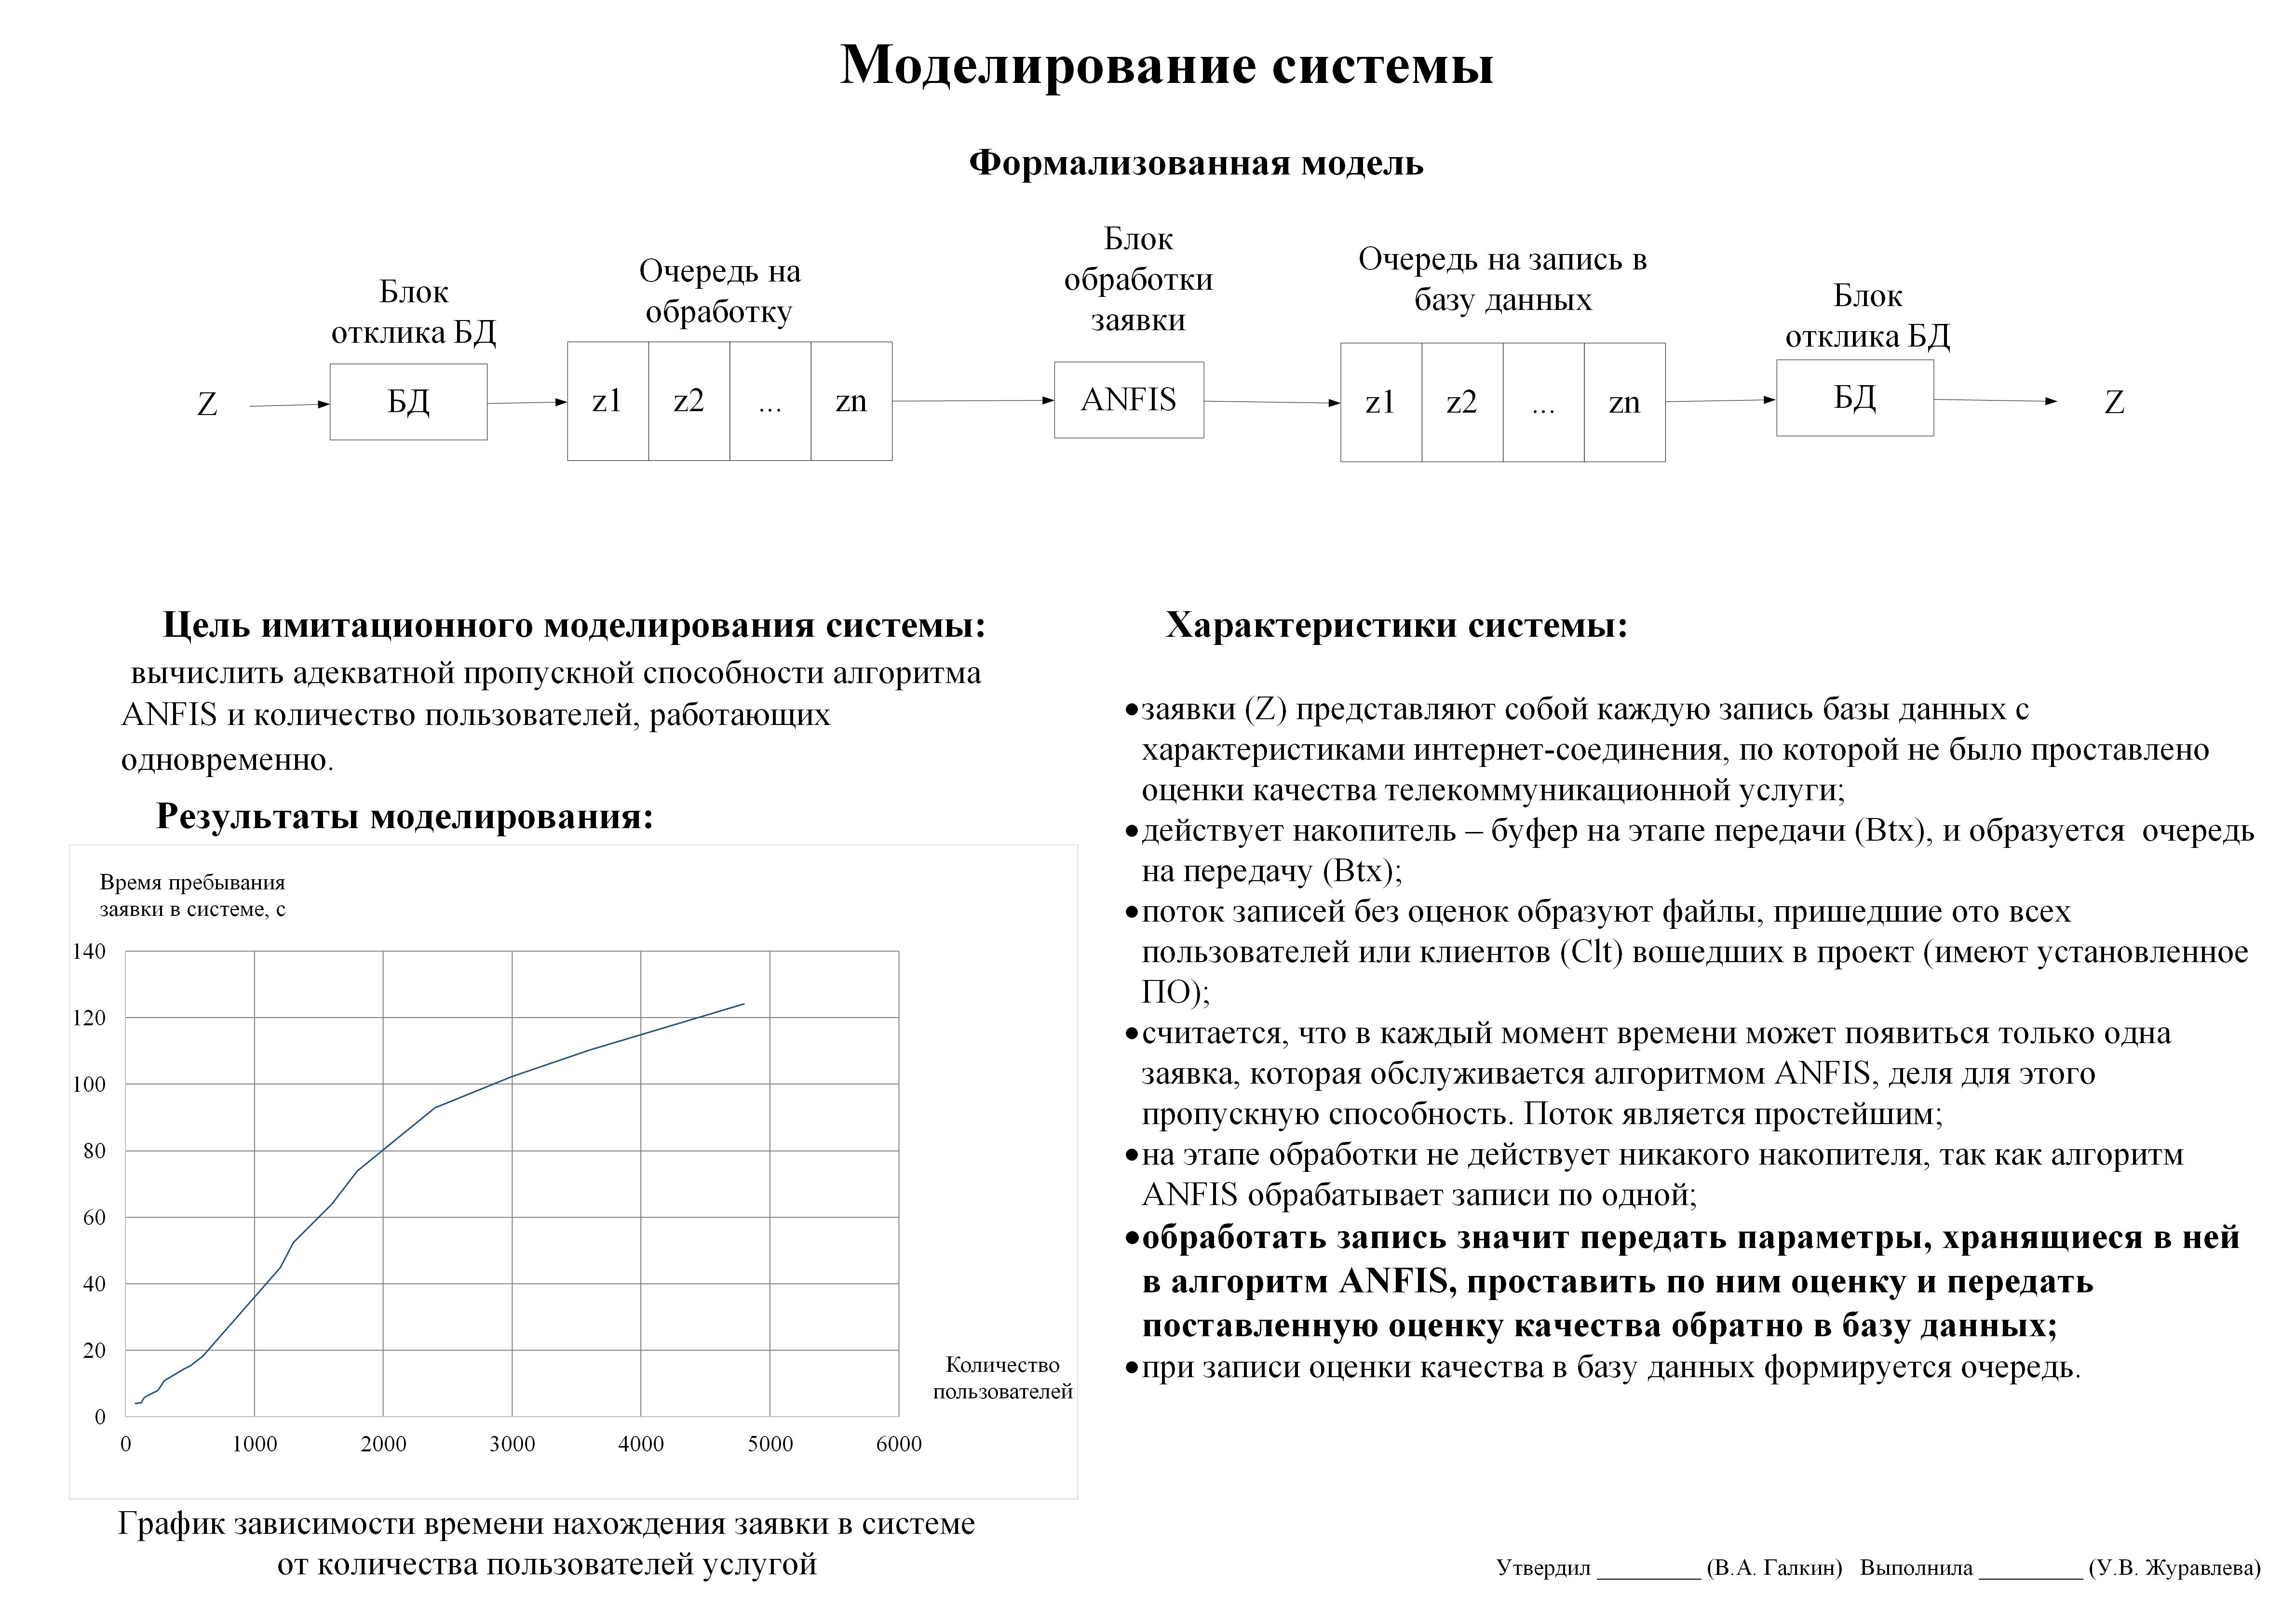 Моделирование системы
Формализованная модель
Блок
отклика БД
Очередь на
обработку
Блок
обработки
заявки
Очередь на запись в
базу данных
Блок
отклика БД
Z
БД
z1 z2 ... zn
ANFIS
z1 z2 ... zn
БД
Z
Цель имитационного моделирования системы:
вычислить адекватной пропускной способности алгоритма
ANFIS и количество пользователей, работающих
одновременно.
Результаты моделирования:
Время пребывания
заявки в системе, с
140
120
100
80
60
40
20
0
0 1000 2000 3000 4000 5000 6000
Количество
пользователей
График зависимости времени нахождения заявки в системе
от количества пользователей услугой
Характеристики системы:
•заявки (Z) представляют собой каждую запись базы данных с
характеристиками интернет-соединения, по которой не было проставлено
оценки качества телекоммуникационной услуги;
•действует накопитель – буфер на этапе передачи (Btx), и образуется очередь
на передачу (Btx);
•поток записей без оценок образуют файлы, пришедшие ото всех
пользователей или клиентов (Clt) вошедших в проект (имеют установленное
ПО);
•считается, что в каждый момент времени может появиться только одна
заявка, которая обслуживается алгоритмом ANFIS, деля для этого
пропускную способность. Поток является простейшим;
•на этапе обработки не действует никакого накопителя, так как алгоритм
ANFIS обрабатывает записи по одной;
•обработать запись значит передать параметры, хранящиеся в ней
в алгоритм ANFIS, проставить по ним оценку и передать
поставленную оценку качества обратно в базу данных;
•при записи оценки качества в базу данных формируется очередь.
Утвердил _________ (В.А. Галкин) Выполнила _________ (У.В. Журавлева)